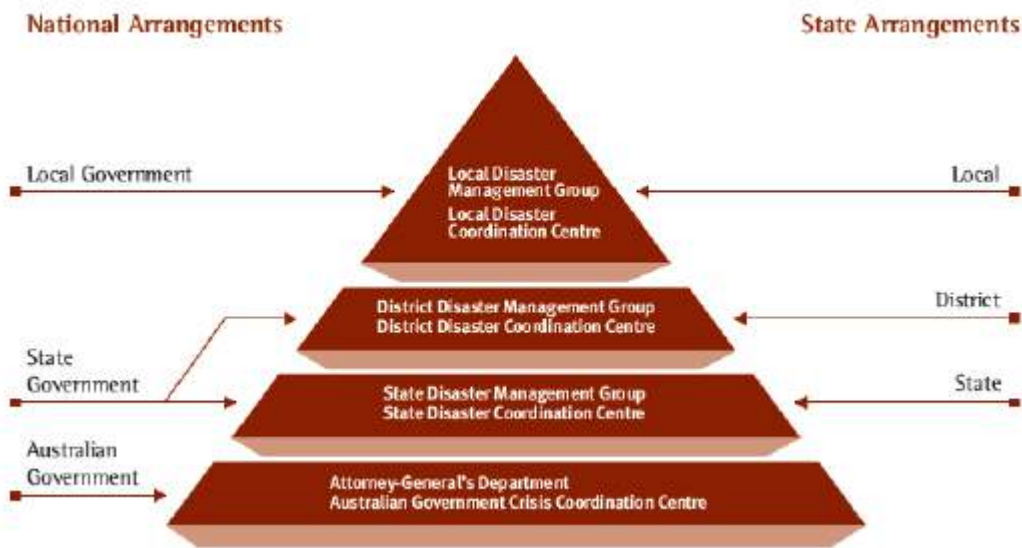 National Arrangements
State Arrangements
Local Government
Local Disaster
Management Group
Local Disaster
Coordination Centre
Local
District Disaster Management Group
District Disaster Coordination Centre
District
State
Government
State Disaster Management Group
State Disaster Coordination Centre
State
Australian
Government
Attorney-General's Department
Australian Government Crisis Coordination Centre